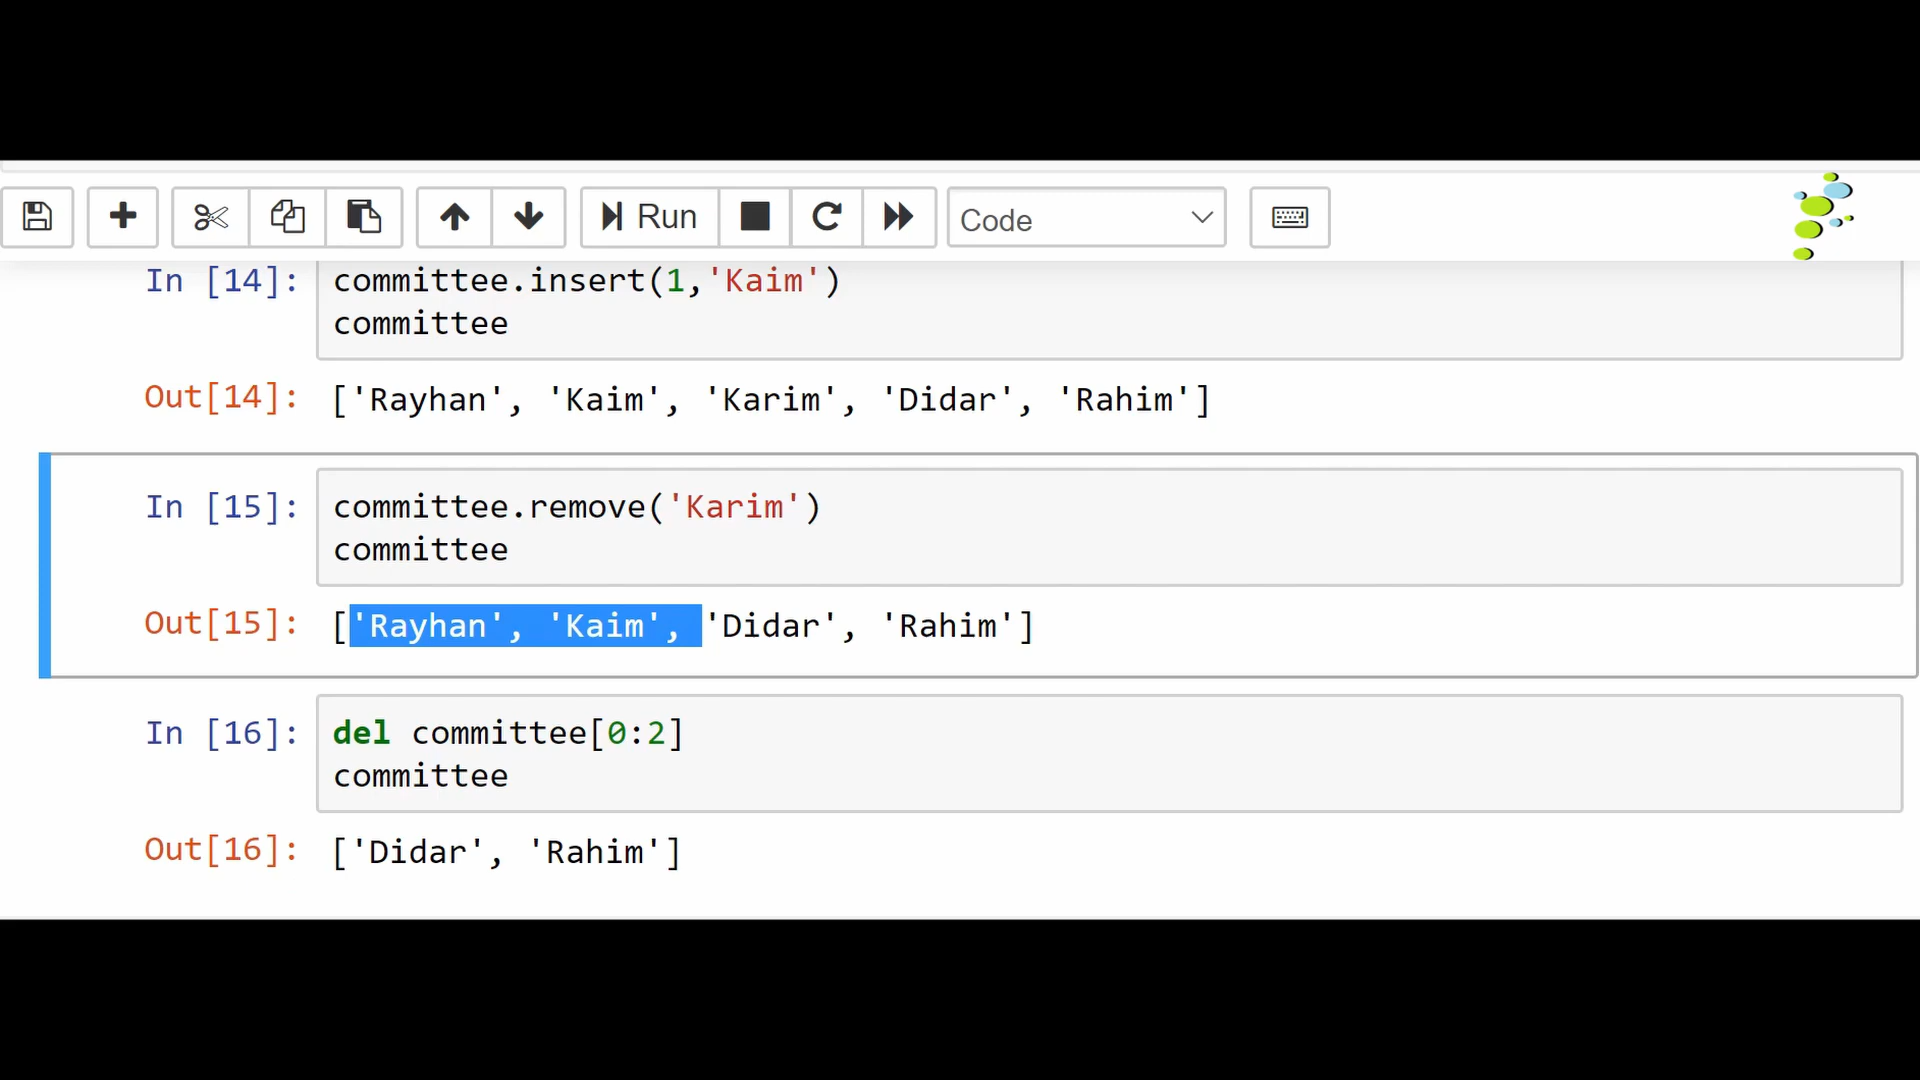 Run
Code
In [14]: committee.insert(1,'Kaim')
committee
Out[14]: ['Rayhan', 'Kaim', 'Karim', 'Didar', 'Rahim']
In [15]: committee.remove('Karim')
committee
Out[15]: ['Rayhan', 'Kaim', 'Didar', 'Rahim']
In [16]: del committee[0:2]
committee
Out[16]: ['Didar', 'Rahim']